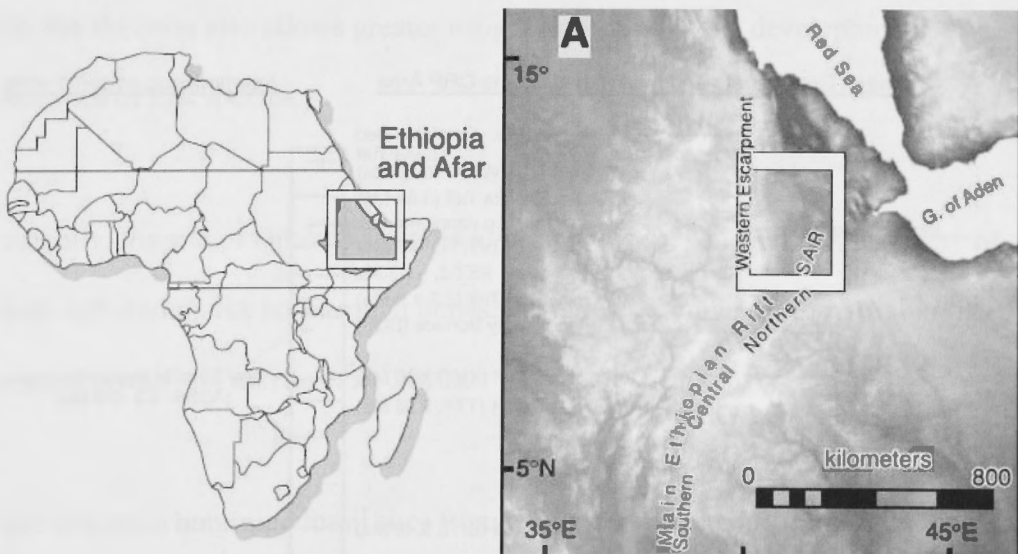 Ethiopia
and Afar
A
15°
Red Sea
Western Escarpment
G. of Aden
SAR
Main Ethiopian Rift
Northern
Central
Southern
5°N
0
kilometers
800
35°E
45°E